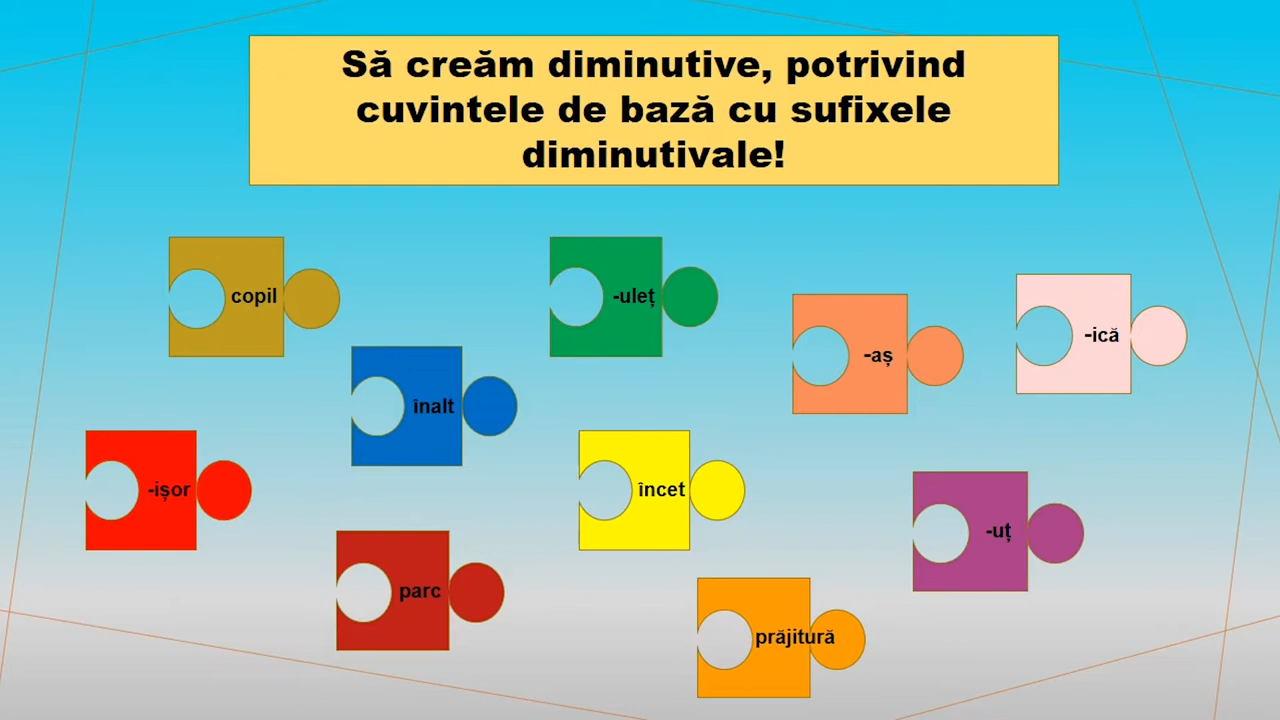 Să creăm diminutive, potrivind
cuvintele de bază cu sufixele
diminutivale!
copil
-uleț
-aș
-ică
înalt
-ișor
încet
-uț
parc
prăjitură